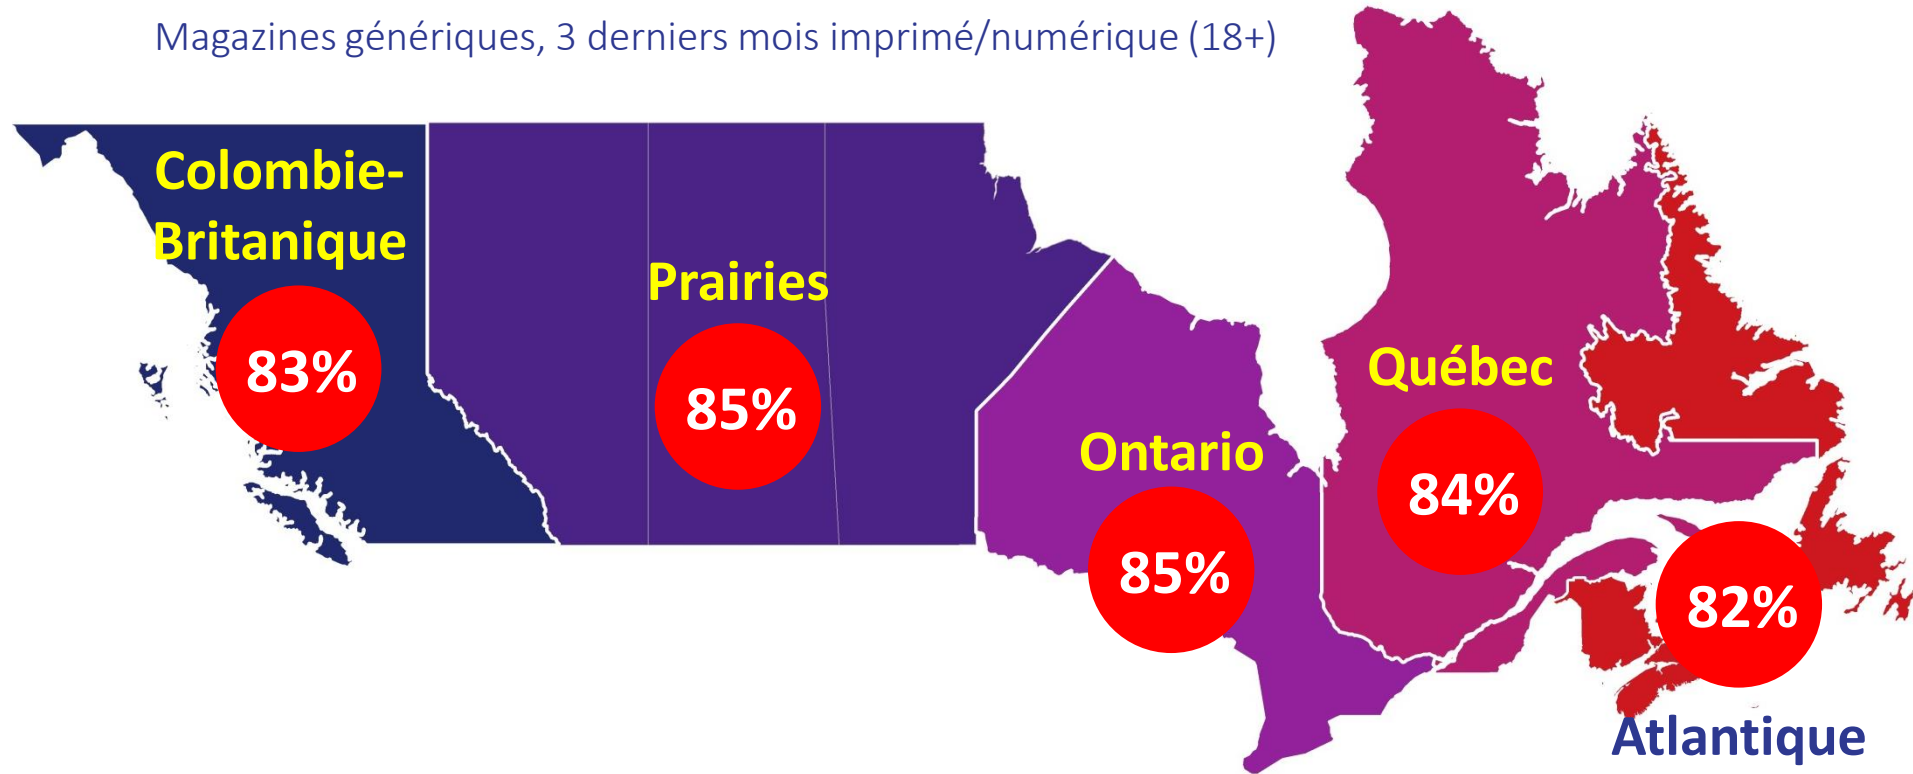 Magazines génériques, 3 derniers mois imprimé/numérique (18+)
Colombie-
Britanique
83%
Prairies
85%
Ontario
85%
Québec
84%
82%
Atlantique